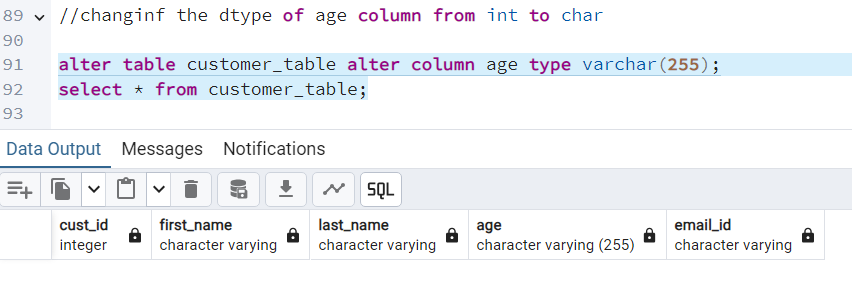 89 //changinf the dtype of age column from int to char
90
91 alter table customer_table alter column age type varchar(255);
92 select * from customer_table;
93
Data Output Messages Notifications
SQL
cust_id first_name last_name age email_id
integer character varying character varying character varying (255) character varying